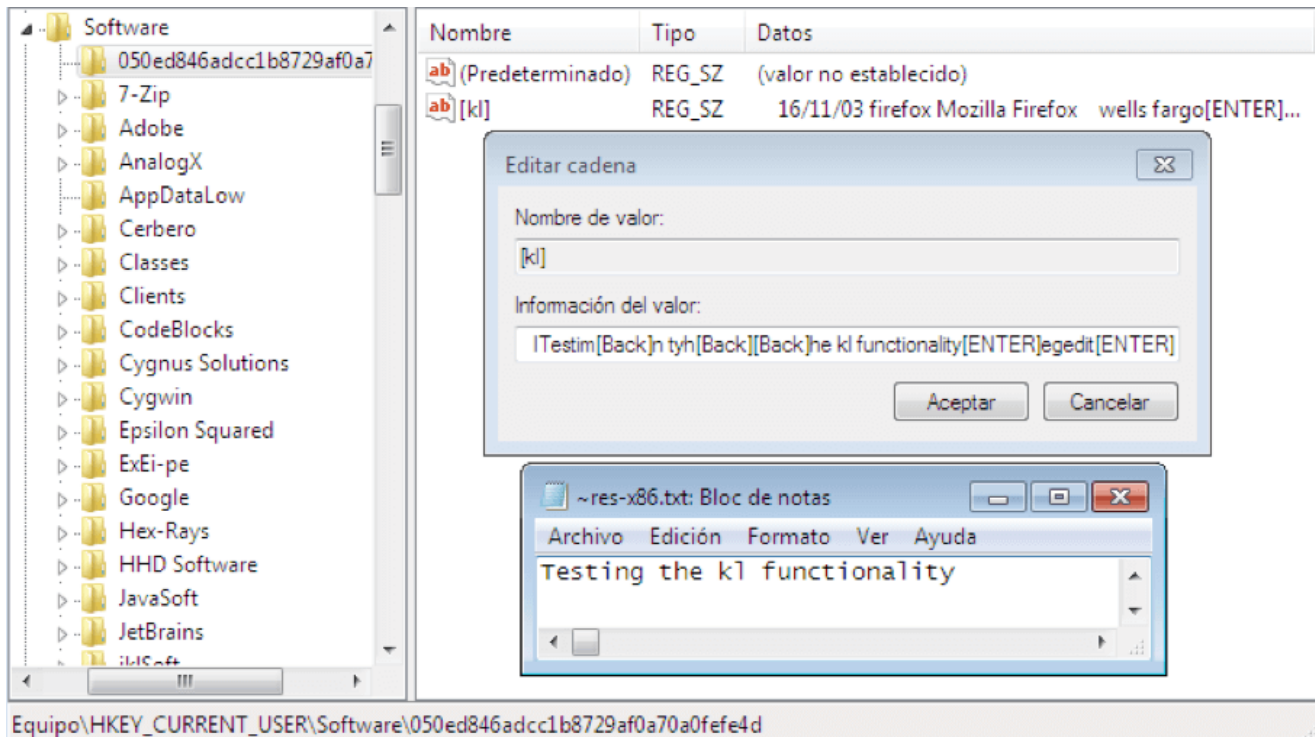 Software
050ed846adcc1b8729af0a7
7-Zip
Adobe
AnalogX
AppDataLow
Cerbero
Classes
Clients
CodeBlocks
Cygnus Solutions
Cygwin
Epsilon Squared
ExEi-pe
Google
Hex-Rays
HHD Software
JavaSoft
JetBrains
Nombre Tipo Datos
ab (Predeterminado) REG_SZ (valor no establecido)
ab [kl] REG_SZ 16/11/03 firefox Mozilla Firefox wells fargo[ENTER]...
Editar cadena
Nombre de valor:
[kl]
Información del valor:
lTestim[Back]n tyh[Back][Back]he kl functionality[ENTER]egedit[ENTER]
Aceptar Cancelar
~res-x86.txt: Bloc de notas
Archivo Edición Formato Ver Ayuda
Testing the kl functionality
Equipo\HKEY_CURRENT_USER\Software\050ed846adcc1b8729af0a70a0fefe4d